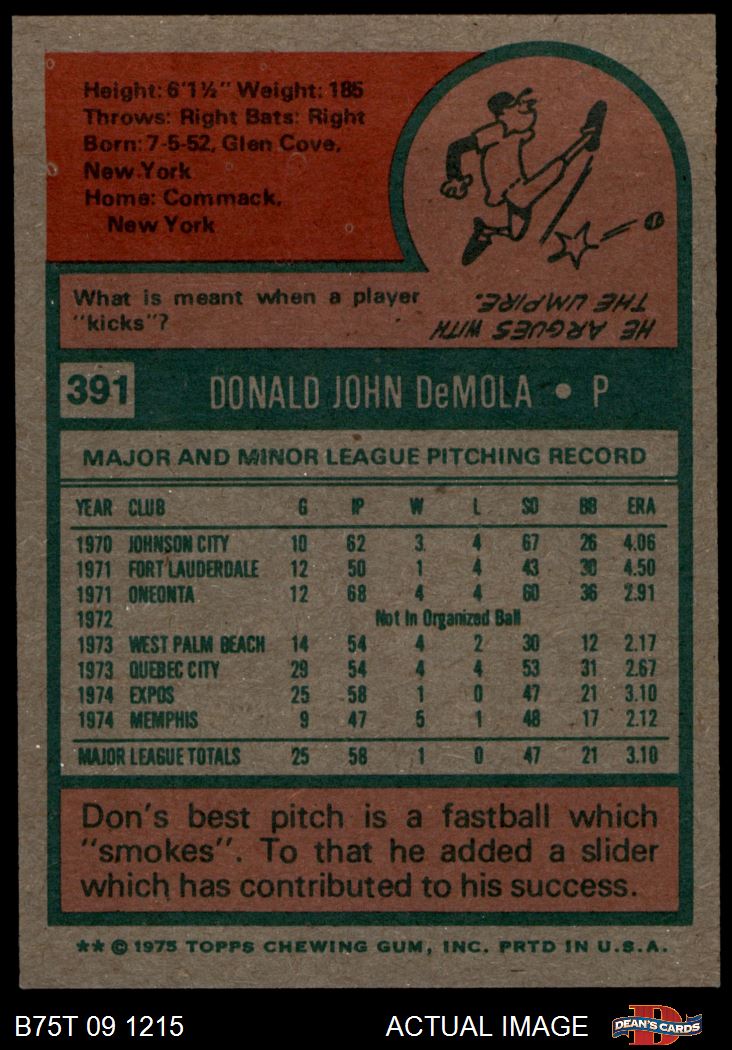 Height: 6'1½" Weight: 185
Throws: Right Bats: Right
Born: 7-5-52, Glen Cove,
New York
Home: Commack,
New York
What is meant when a player
"kicks"?
HE ARGUES WITH
THE UMPIRE.
391 DONALD JOHN DeMOLA • P
MAJOR AND MINOR LEAGUE PITCHING RECORD
YEAR CLUB G IP W L SO BB ERA
1970 JOHNSON CITY 10 62 3 4 67 26 4.06
1971 FORT LAUDERDALE 12 50 1 4 43 30 4.50
1971 ONEONTA 12 68 4 4 60 36 2.91
1972 Not In Organized Ball
1973 WEST PALM BEACH 14 54 4 2 30 12 2.17
1973 QUEBEC CITY 29 54 4 4 53 31 2.67
1974 EXPOS 25 58 1 0 47 21 3.10
1974 MEMPHIS 9 47 5 1 48 17 2.12
MAJOR LEAGUE TOTALS 25 58 1 0 47 21 3.10
Don's best pitch is a fastball which
"smokes". To that he added a slider
which has contributed to his success.
** © 1975 TOPPS CHEWING GUM, INC. PRTD IN U.S.A.
B75T 09 1215 ACTUAL IMAGE D DEAN'S CARDS